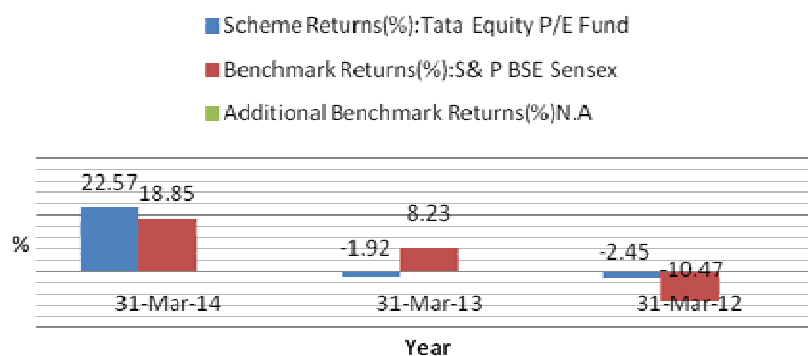 Scheme Returns(%):Tata Equity P/E Fund
Benchmark Returns(%):S& P BSE Sensex
Additional Benchmark Returns(%)N.A
22.57
18.85
-1.92
8.23
-2.45
-10.47
%
31-Mar-14
31-Mar-13
31-Mar-12
Year